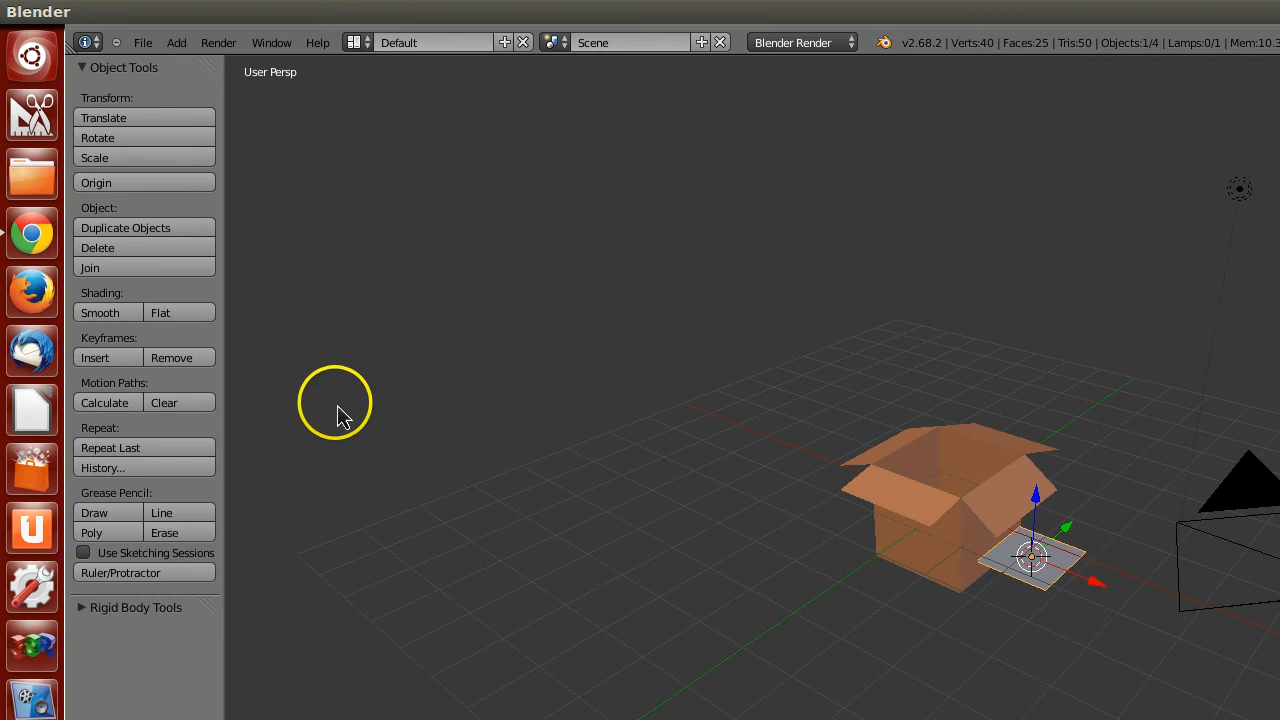 Blender
File Add Render Window Help Default Scene Blender Render v2.68.2 | Verts:40 | Faces:25 | Tris:50 | Objects:1/4 | Lamps:0/1 | Mem:10.3
Object Tools
User Persp
Transform:
Translate
Rotate
Scale
Origin
Object:
Duplicate Objects
Delete
Join
Shading:
Smooth Flat
Keyframes:
Insert Remove
Motion Paths:
Calculate Clear
Repeat:
Repeat Last
History...
Grease Pencil:
Draw Line
Poly Erase
Use Sketching Sessions
Ruler/Protractor
Rigid Body Tools